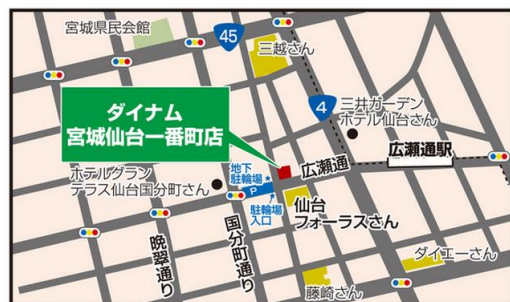 宮城県民会館
45
三越さん
ダイナム
宮城仙台一番町店
4
三井ガーデン
ホテル仙台さん
広瀬通駅
広瀬通
地下
駐輪場
P
駐輪場
入口
ホテルグラン
テラス仙台国分町さん
仙台
フォーラスさん
晩翠通り
国分町通り
ダイエーさん
藤崎さん